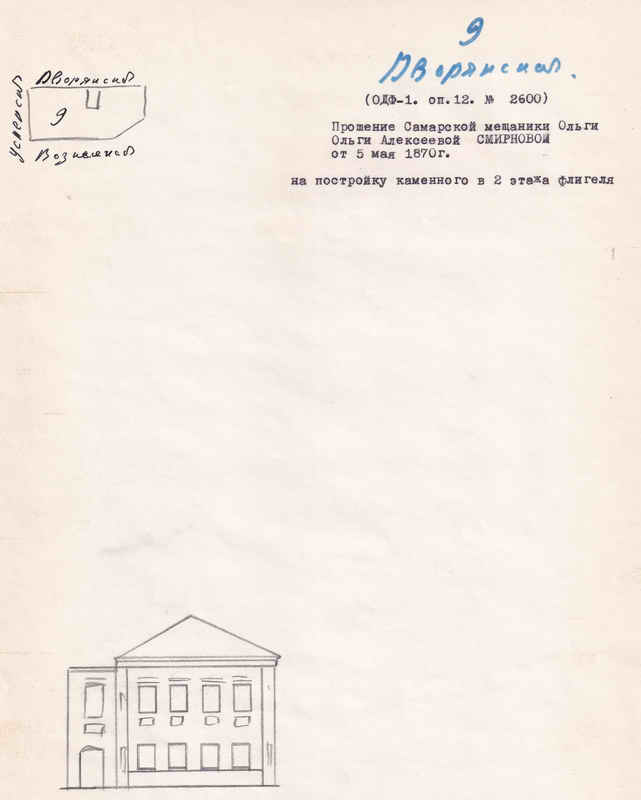 9
Дворянская.
Дворянская
Успенская
9
Вознесенская
(ОДФ-1. оп.12. № 2600)
Прошение Самарской мещаники Ольги
Ольги Алексеевой СМИРНОВОЙ
от 5 мая 1870г.
на постройку каменного в 2 этажа флигеля